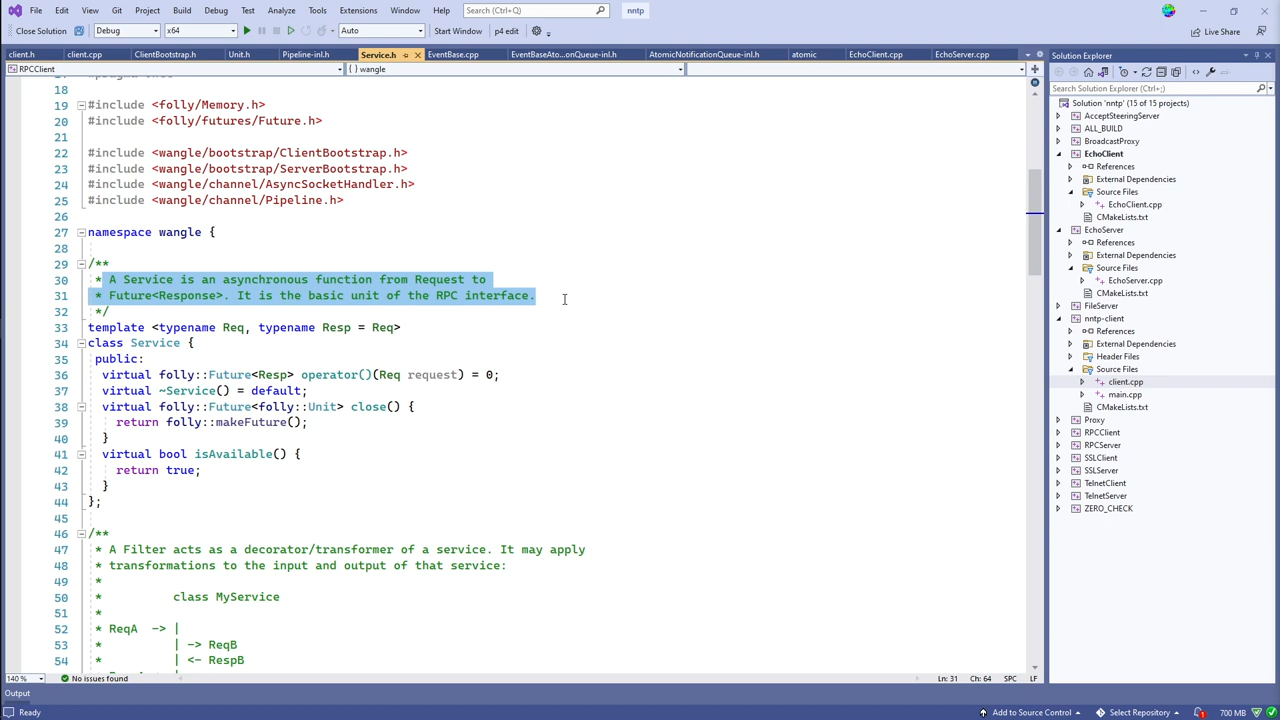 File Edit View Git Project Build Debug Test Analyze Tools Extensions Window Help Search (Ctrl+Q) nntp
Close Solution Debug x64 Auto Start Window p4 edit Live Share
client.h client.cpp ClientBootstrap.h Unit.h Pipeline-inl.h Service.h EventBase.cpp EventBaseAto...onQueue-inl.h AtomicNotificationQueue-inl.h atomic EchoClient.cpp EchoServer.cpp
RPCClient { } wangle
18
19 #include <folly/Memory.h>
20 #include <folly/futures/Future.h>
21
22 #include <wangle/bootstrap/ClientBootstrap.h>
23 #include <wangle/bootstrap/ServerBootstrap.h>
24 #include <wangle/channel/AsyncSocketHandler.h>
25 #include <wangle/channel/Pipeline.h>
26
27 namespace wangle {
28
29 /**
30 * A Service is an asynchronous function from Request to
31 * Future<Response>. It is the basic unit of the RPC interface.
32 */
33 template <typename Req, typename Resp = Req>
34 class Service {
35 public:
36 virtual folly::Future<Resp> operator()(Req request) = 0;
37 virtual ~Service() = default;
38 virtual folly::Future<folly::Unit> close() {
39 return folly::makeFuture();
40 }
41 virtual bool isAvailable() {
42 return true;
43 }
44 };
45
46 /**
47 * A Filter acts as a decorator/transformer of a service. It may apply
48 * transformations to the input and output of that service:
49 *
50 * class MyService
51 *
52 * ReqA -> |
53 * | -> ReqB
54 * | <- RespB
140 % No issues found Ln: 31 Ch: 64 SPC LF
Output
Ready Add to Source Control Select Repository 1 700 MB
Solution Explorer
Search Solution Explorer (Ctrl+;)
Solution 'nntp' (15 of 15 projects)
AcceptSteeringServer
ALL_BUILD
BroadcastProxy
EchoClient
References
External Dependencies
Source Files
EchoClient.cpp
CMakeLists.txt
EchoServer
References
External Dependencies
Source Files
EchoServer.cpp
CMakeLists.txt
FileServer
nntp-client
References
External Dependencies
Header Files
Source Files
client.cpp
main.cpp
CMakeLists.txt
Proxy
RPCClient
RPCServer
SSLClient
SSLServer
TelnetClient
TelnetServer
ZERO_CHECK